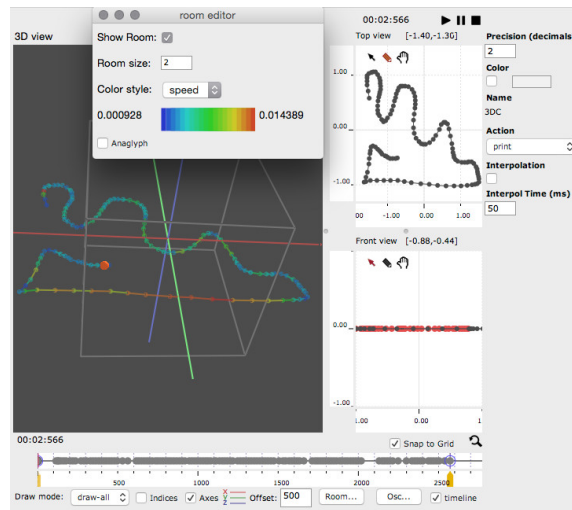 room editor
3D view
Show Room:
Room size: 2
Color style: speed
0.000928 0.014389
Anaglyph
00:02:566
Top view [-1.40,-1.30]
1.00
0.00
-1.00
00 -1.00 0.00 1.00
Front view [-0.88,-0.44]
0.00
-1.00
1.00 0.00 1
Precision (decimals
2
Color
Name
3DC
Action
print
Interpolation
Interpol Time (ms)
50
00:02:566
Snap to Grid
500 1000 1500 2000 2500
Draw mode: draw-all Indices Axes X Y Z Offset: 500 Room... Osc... timeline